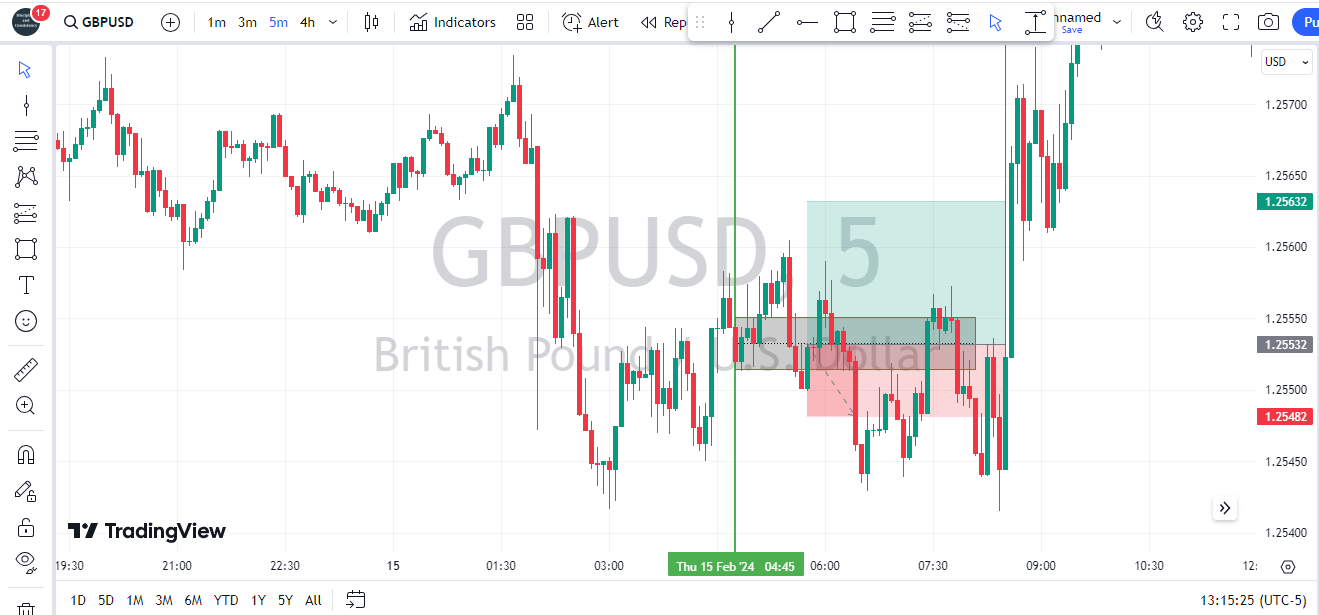 17
GBPUSD
1m 3m 5m 4h
Indicators
Alert
Rep
nnamed
Save
Pu
USD
1.25700
1.25650
1.25632
1.25600
1.25550
1.25532
1.25500
1.25482
1.25450
1.25400
GBPUSD, 5
British Pound / U.S. Dollar
TradingView
19:30 21:00 22:30 15 01:30 03:00 Thu 15 Feb '24 04:45 06:00 07:30 09:00 10:30 12:
1D 5D 1M 3M 6M YTD 1Y 5Y All
13:15:25 (UTC-5)